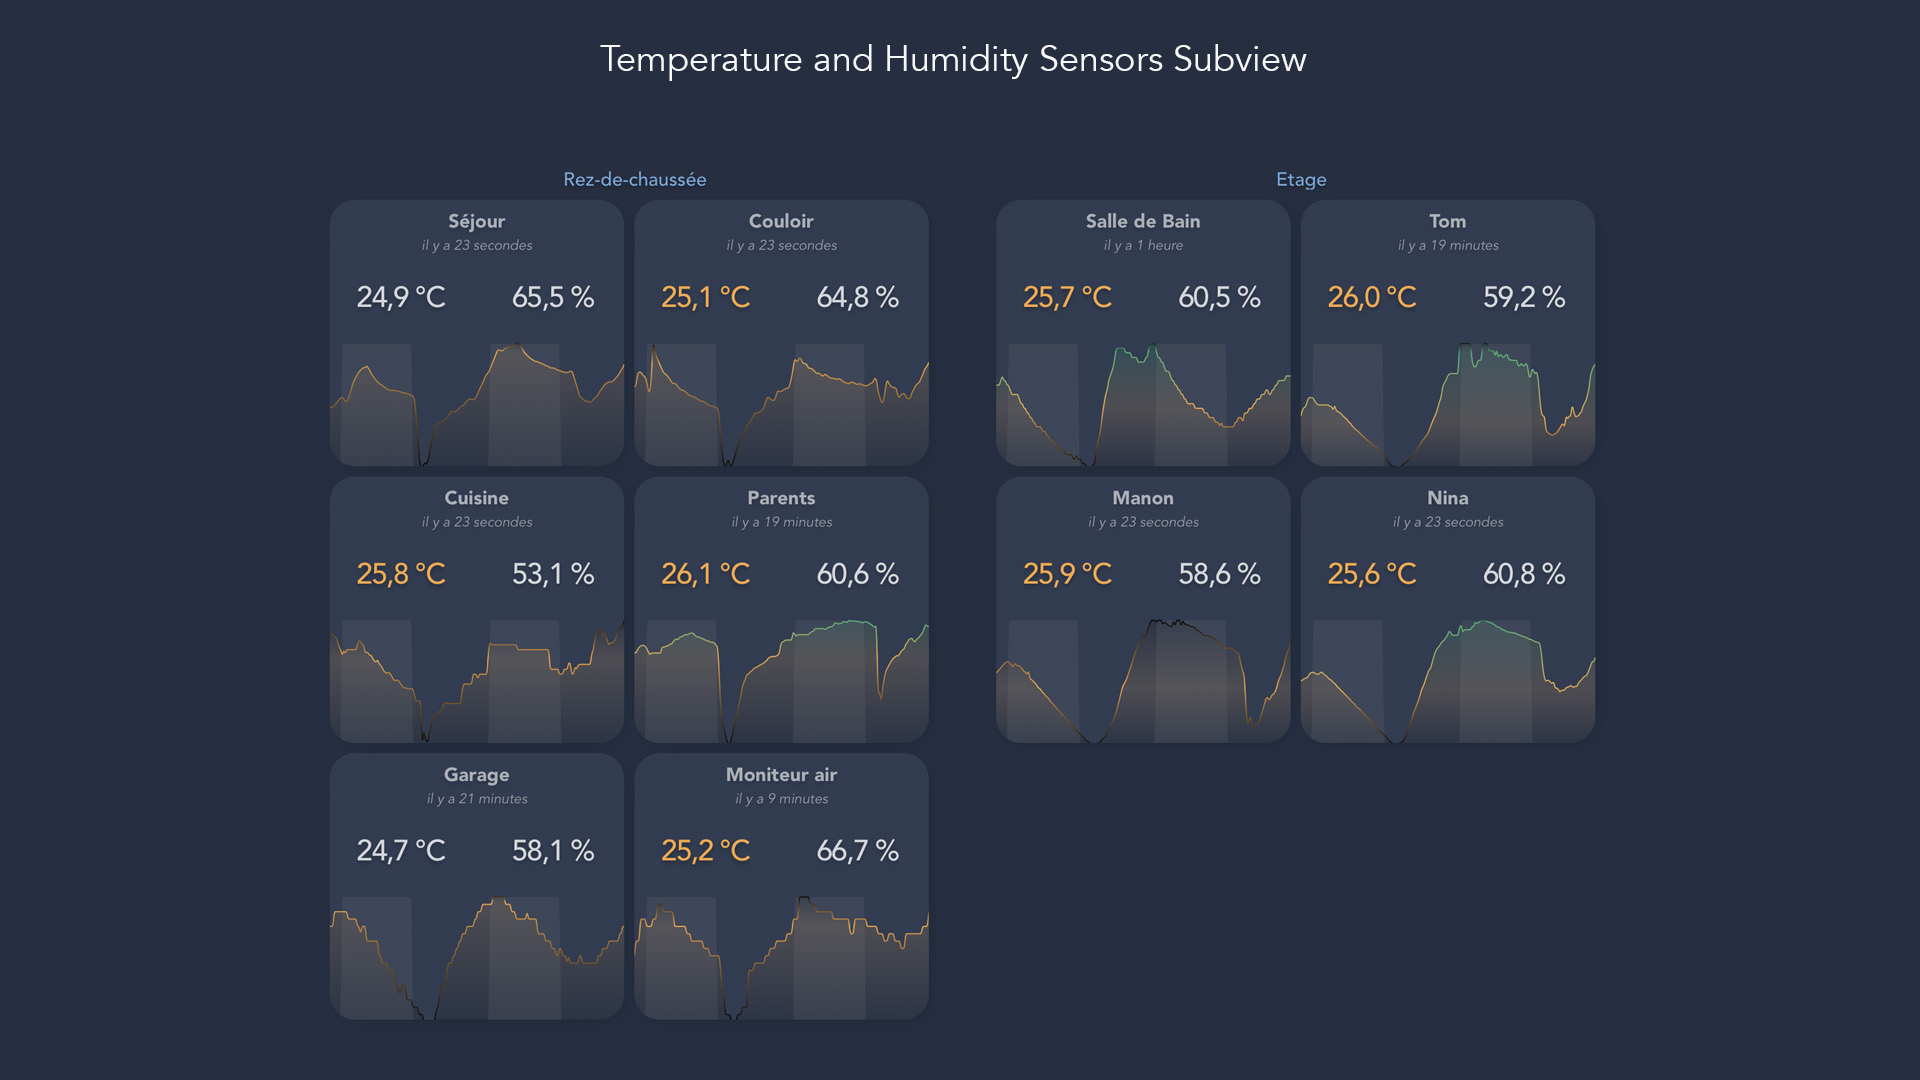 Temperature and Humidity Sensors Subview
Rez-de-chaussée
Séjour
il y a 23 secondes
24,9 °C 65,5 %
Couloir
il y a 23 secondes
25,1 °C 64,8 %
Cuisine
il y a 23 secondes
25,8 °C 53,1 %
Parents
il y a 19 minutes
26,1 °C 60,6 %
Garage
il y a 21 minutes
24,7 °C 58,1 %
Moniteur air
il y a 9 minutes
25,2 °C 66,7 %
Etage
Salle de Bain
il y a 1 heure
25,7 °C 60,5 %
Tom
il y a 19 minutes
26,0 °C 59,2 %
Manon
il y a 23 secondes
25,9 °C 58,6 %
Nina
il y a 23 secondes
25,6 °C 60,8 %